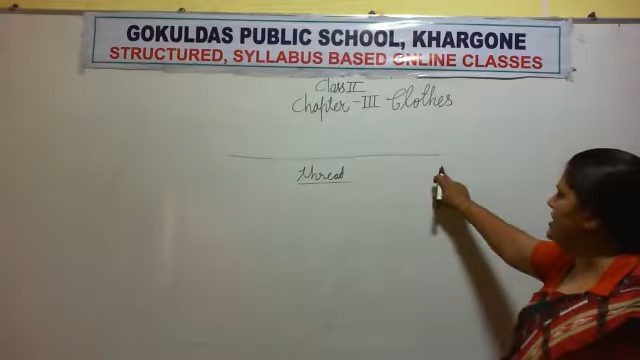 GOKULDAS PUBLIC SCHOOL, KHARGONE
STRUCTURED, SYLLABUS BASED ONLINE CLASSES
Class II
Chapter-III Clothes
thread